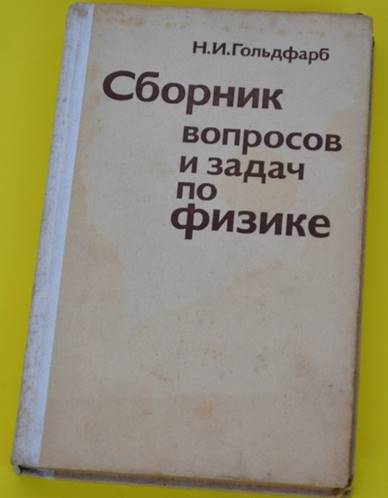 Н.И.Гольдфарб
Сборник
вопросов
и задач
по
физике